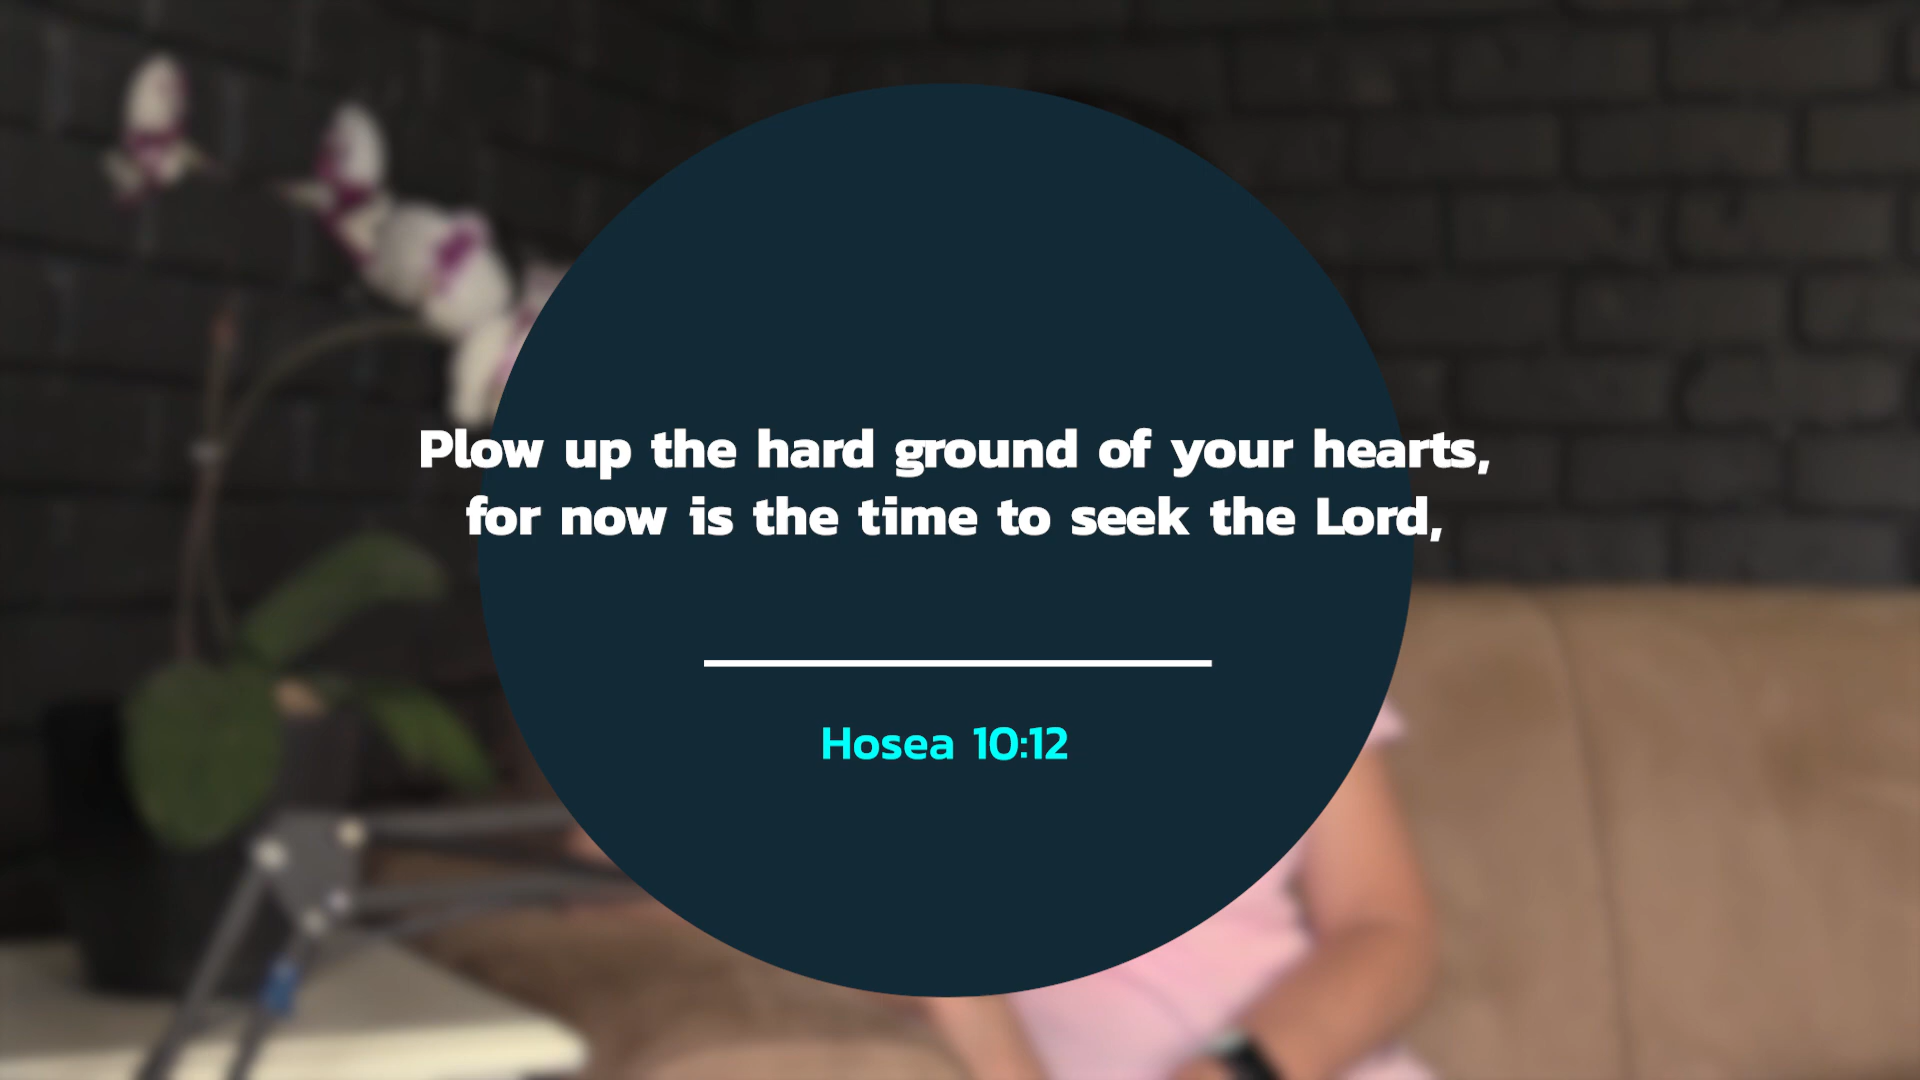 Plow up the hard ground of your hearts,
for now is the time to seek the Lord,
Hosea 10:12